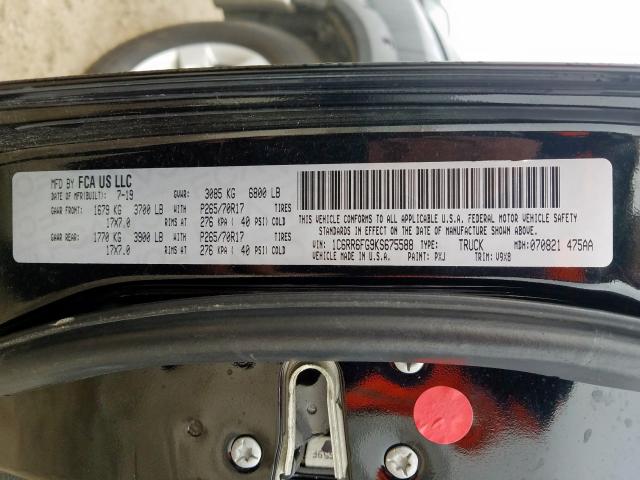 MFD BY FCA US LLC
DATE OF MFR(BUILT): 7-19 GVWR: 3085 KG 6800 LB
GAWR FRONT: 1679 KG 3700 LB WITH P265/70R17 TIRES
17X7.0 RIMS AT 276 KPA( 40 PSI) COLD
GAWR REAR: 1770 KG 3900 LB WITH P265/70R17 TIRES
17X7.0 RIMS AT 276 KPA( 40 PSI) COLD
THIS VEHICLE CONFORMS TO ALL APPLICABLE U.S.A. FEDERAL MOTOR VEHICLE SAFETY
STANDARDS IN EFFECT ON THE DATE OF MANUFACTURE SHOWN ABOVE.
VIN: 1C6RR6FG9KS675588 TYPE: TRUCK MDH: 070821 475AA
VEHICLE MADE IN U.S.A. PAINT: PXJ TRIM: V9X8